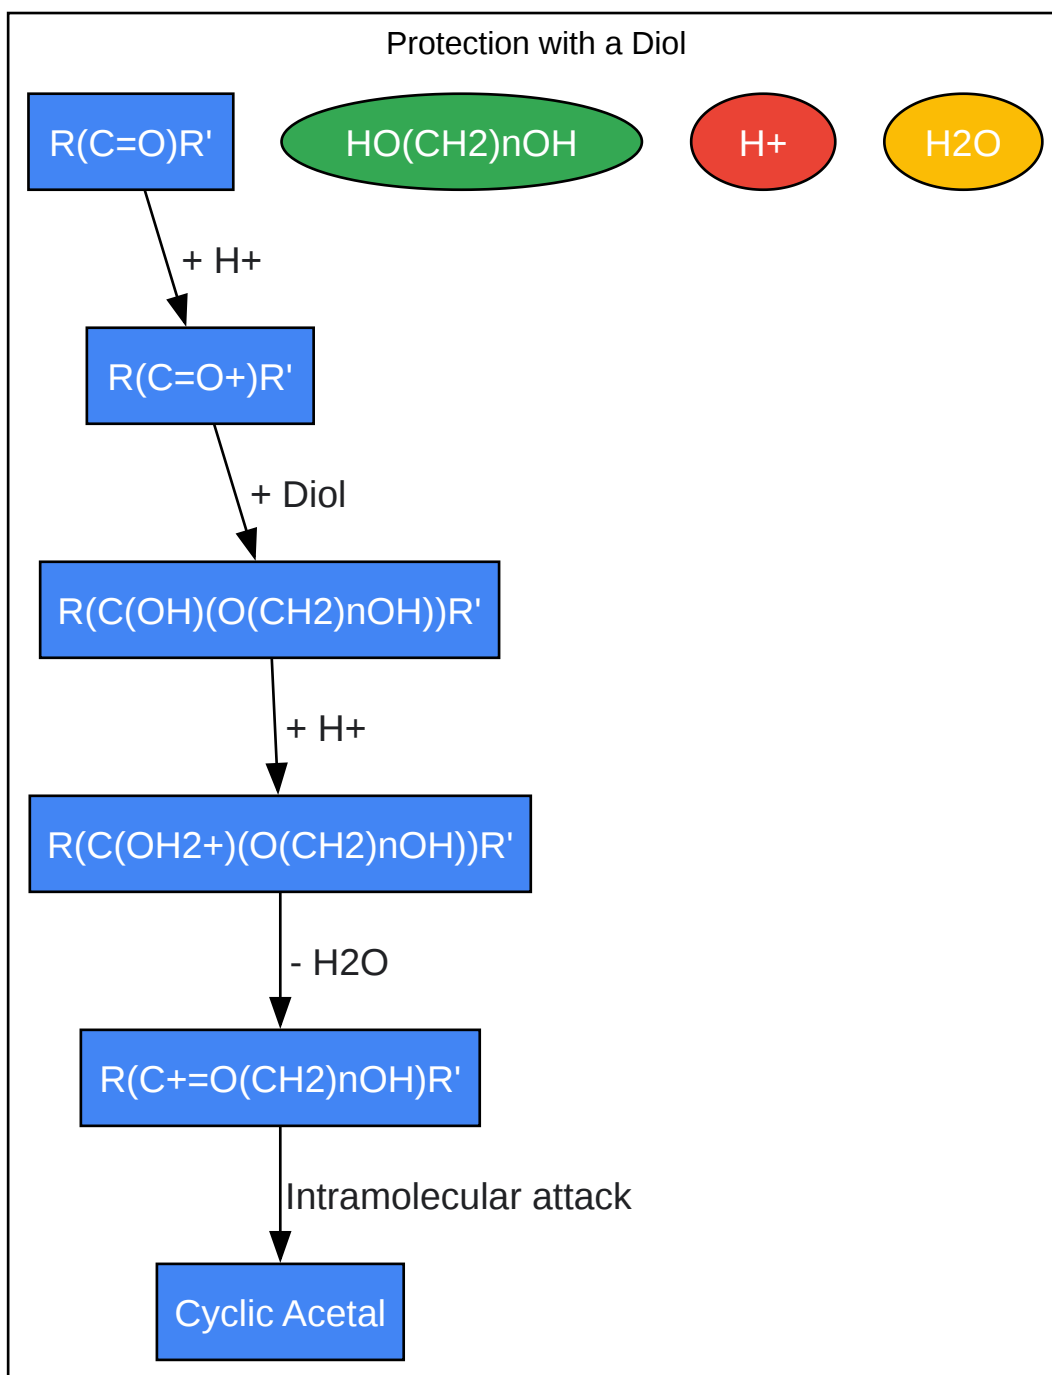 Protection with a Diol
R(C=O)R'
HO(CH2)nOH
H+
H2O
+ H+
R(C=O+)R'
+ Diol
R(C(OH)(O(CH2)nOH))R'
+ H+
R(C(OH2+)(O(CH2)nOH))R'
- H2O
R(C+=O(CH2)nOH)R'
Intramolecular attack
Cyclic Acetal